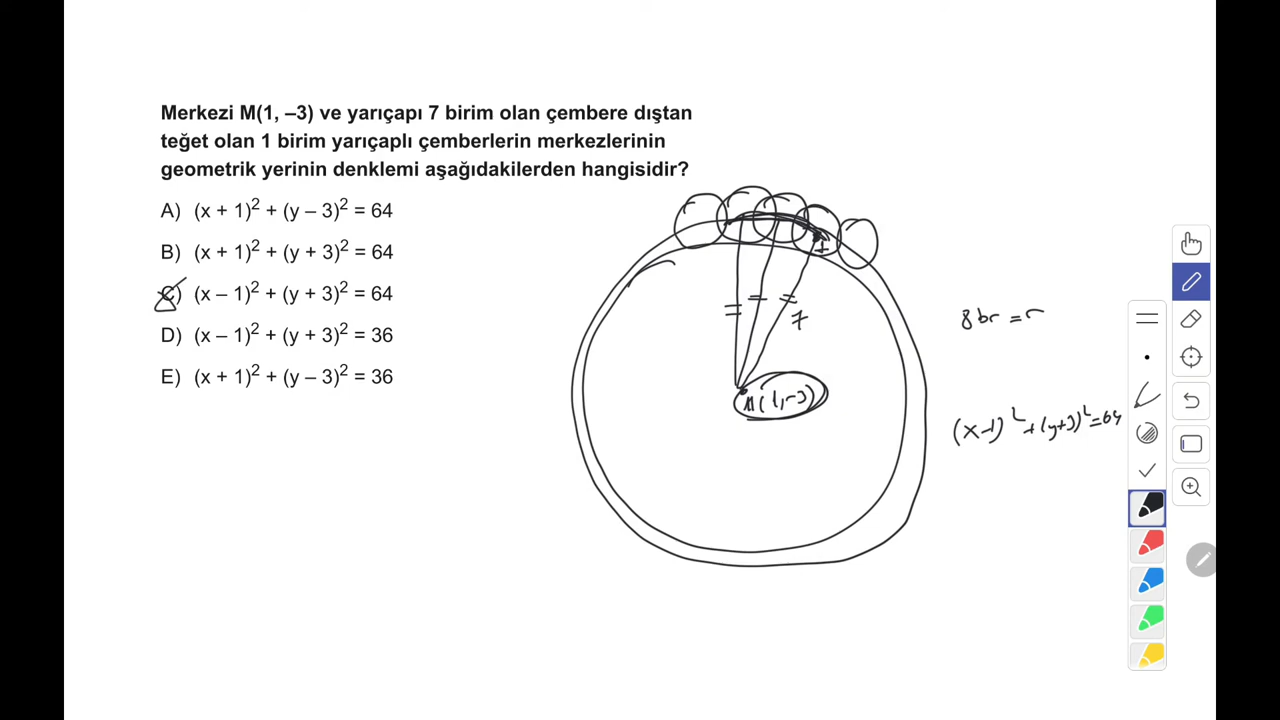 Merkezi M(1, –3) ve yarıçapı 7 birim olan çembere dıştan
teğet olan 1 birim yarıçaplı çemberlerin merkezlerinin
geometrik yerinin denklemi aşağıdakilerden hangisidir?
A) (x + 1)² + (y – 3)² = 64
B) (x + 1)² + (y + 3)² = 64
C) (x – 1)² + (y + 3)² = 64
D) (x – 1)² + (y + 3)² = 36
E) (x + 1)² + (y – 3)² = 36
1
7
M(1,-3)
8br = r
(x-1)² + (y+3)² = 64